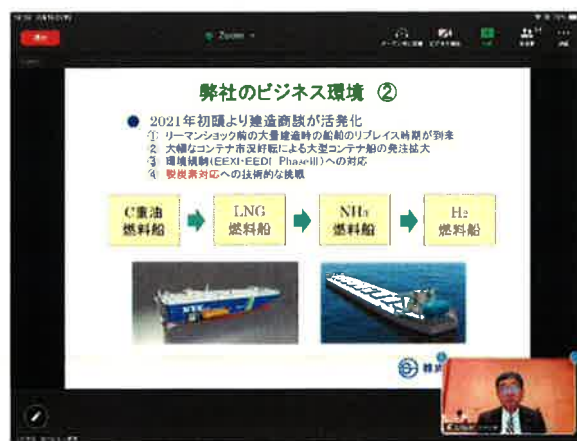 Zoom
弊社のビジネス環境 ②
● 2021年初頭より建造商談が活発化
① リーマンショック前の大量建造時の船舶のリプレイス時期が到来
② 大幅なコンテナ市況好転による大型コンテナ船の発注拡大
③ 環境規制(EEXI・EEDI PhaseⅢ)への対応
④ 脱炭素対応への技術的な挑戦
C重油
燃料船
LNG
燃料船
NH₃
燃料船
H₂
燃料船
NYK